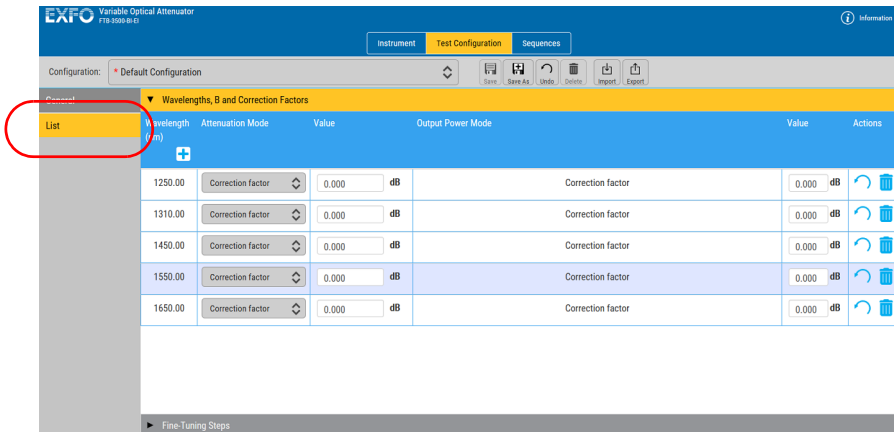 EXFO Variable Optical Attenuator
FTB-3500-BI-EI
Information
Instrument Test Configuration Sequences
Configuration: * Default Configuration
Save Save As Undo Delete Import Export
General
▼ Wavelengths, B and Correction Factors
List
Wavelength (nm) Attenuation Mode Value Output Power Mode Value Actions
1250.00 Correction factor 0.000 dB Correction factor 0.000 dB
1310.00 Correction factor 0.000 dB Correction factor 0.000 dB
1450.00 Correction factor 0.000 dB Correction factor 0.000 dB
1550.00 Correction factor 0.000 dB Correction factor 0.000 dB
1650.00 Correction factor 0.000 dB Correction factor 0.000 dB
► Fine-Tuning Steps